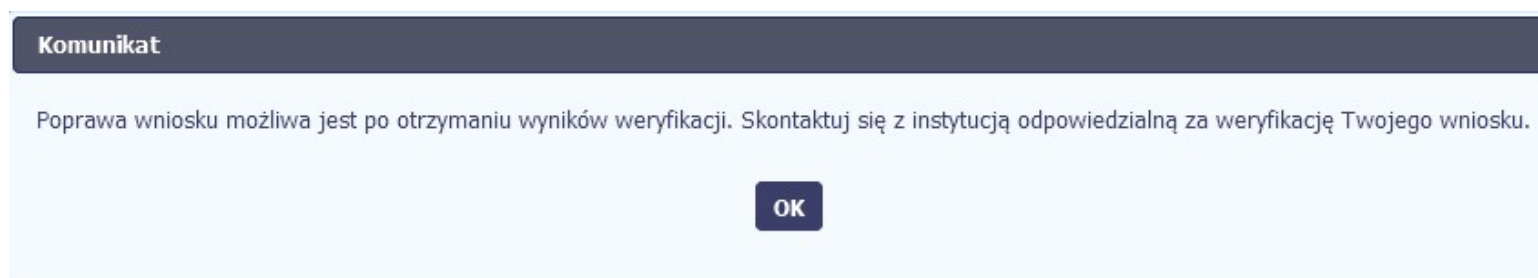 Komunikat
Poprawa wniosku możliwa jest po otrzymaniu wyników weryfikacji. Skontaktuj się z instytucją odpowiedzialną za weryfikację Twojego wniosku.
OK